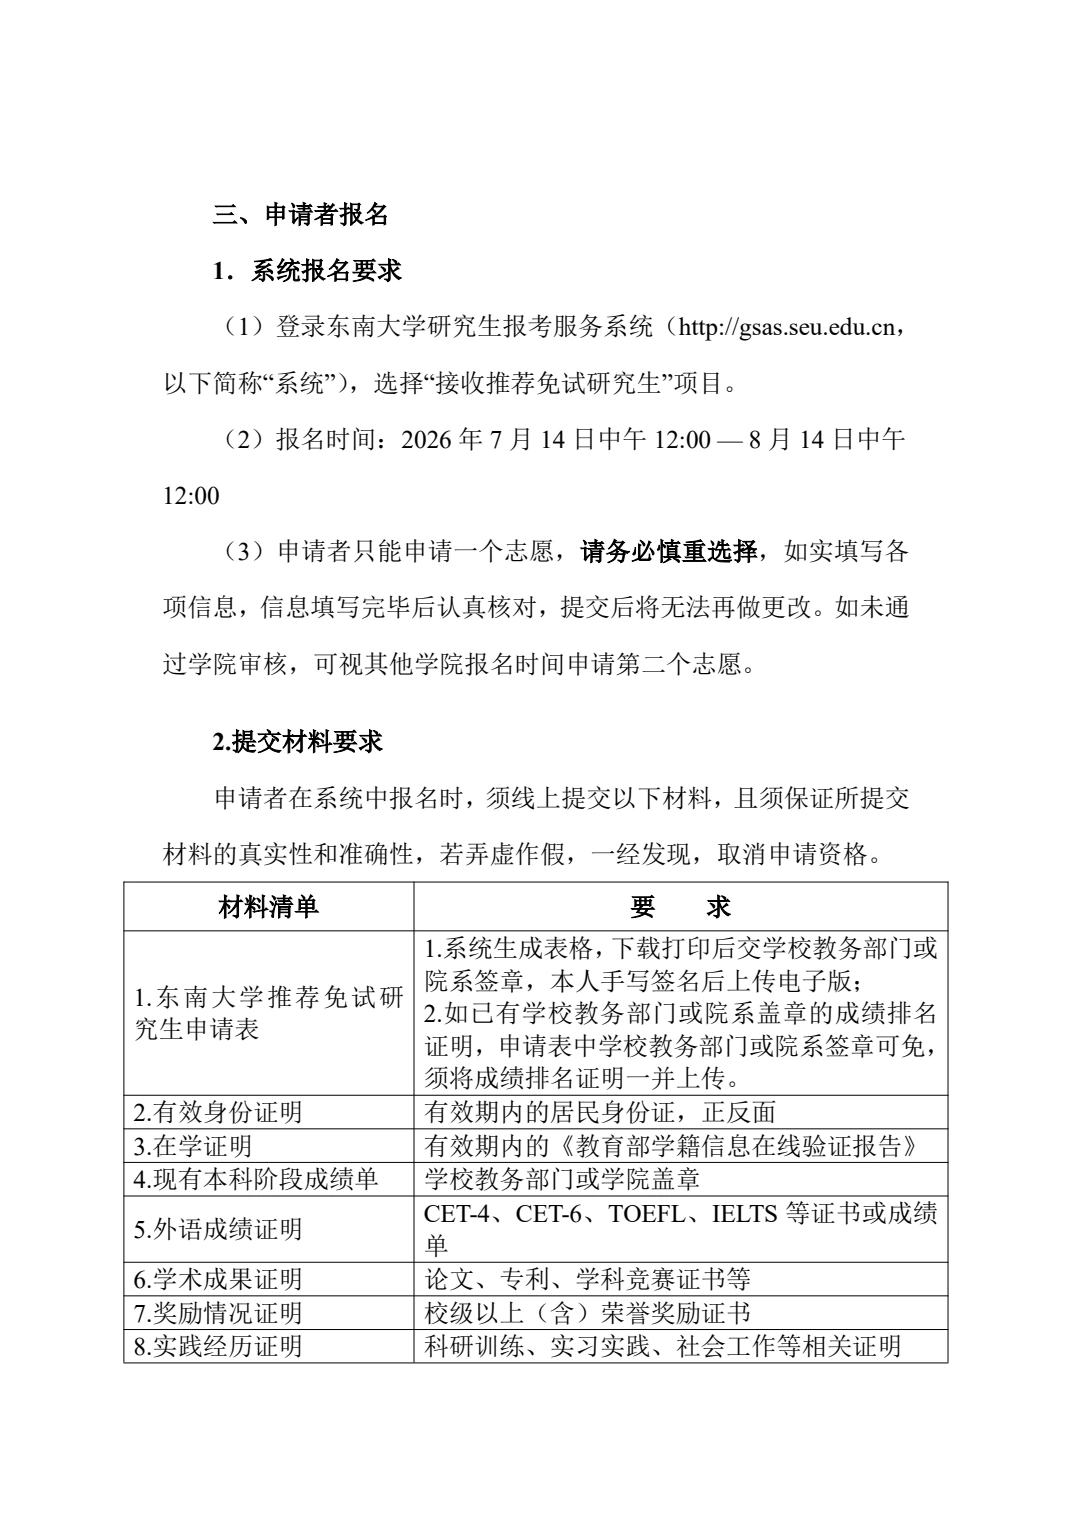 三、申请者报名
1．系统报名要求
（1）登录东南大学研究生报考服务系统（http://gsas.seu.edu.cn，
以下简称“系统”），选择“接收推荐免试研究生”项目。
（2）报名时间：2026 年 7 月 14 日中午 12:00 — 8 月 14 日中午
12:00
（3）申请者只能申请一个志愿，请务必慎重选择，如实填写各
项信息，信息填写完毕后认真核对，提交后将无法再做更改。如未通
过学院审核，可视其他学院报名时间申请第二个志愿。
2.提交材料要求
申请者在系统中报名时，须线上提交以下材料，且须保证所提交
材料的真实性和准确性，若弄虚作假，一经发现，取消申请资格。
材料清单 要 求
1.东南大学推荐免试研
究生申请表
1.系统生成表格，下载打印后交学校教务部门或
院系签章，本人手写签名后上传电子版；
2.如已有学校教务部门或院系盖章的成绩排名
证明，申请表中学校教务部门或院系签章可免，
须将成绩排名证明一并上传。
2.有效身份证明 有效期内的居民身份证，正反面
3.在学证明 有效期内的《教育部学籍信息在线验证报告》
4.现有本科阶段成绩单 学校教务部门或学院盖章
5.外语成绩证明
CET-4、CET-6、TOEFL、IELTS 等证书或成绩
单
6.学术成果证明 论文、专利、学科竞赛证书等
7.奖励情况证明 校级以上（含）荣誉奖励证书
8.实践经历证明 科研训练、实习实践、社会工作等相关证明